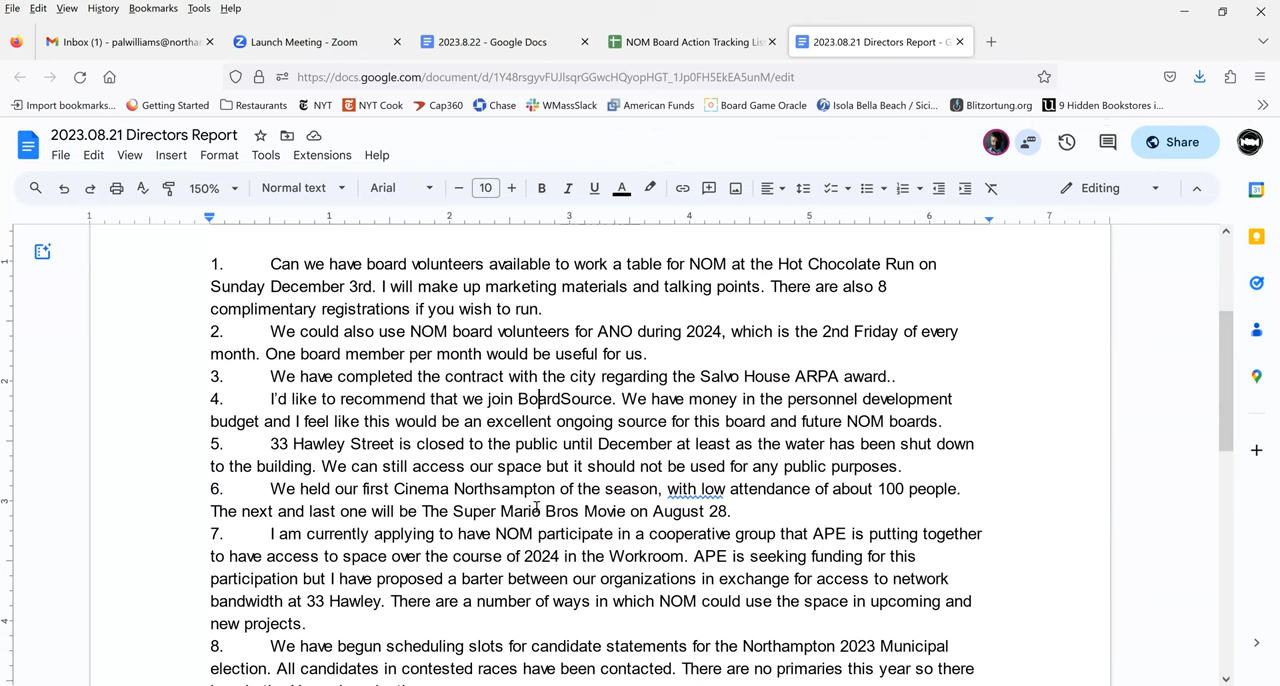 File Edit View History Bookmarks Tools Help
Inbox (1) - palwilliams@northar
Launch Meeting - Zoom
2023.8.22 - Google Docs
NOM Board Action Tracking Lis
2023.08.21 Directors Report - G
https://docs.google.com/document/d/1Y48rsgyvFUJlsqrGGwcHQyopHGT_1Jp0FH5EkEA5unM/edit
Import bookmarks... Getting Started Restaurants NYT NYT Cook Cap360 Chase WMassSlack American Funds Board Game Oracle Isola Bella Beach / Sici... Blitzortung.org 9 Hidden Bookstores i...
2023.08.21 Directors Report
Share
File Edit View Insert Format Tools Extensions Help
150% Normal text Arial 10 B I U A Editing
1 1 2 3 4 5 6 7
1. Can we have board volunteers available to work a table for NOM at the Hot Chocolate Run on
Sunday December 3rd. I will make up marketing materials and talking points. There are also 8
complimentary registrations if you wish to run.
2. We could also use NOM board volunteers for ANO during 2024, which is the 2nd Friday of every
month. One board member per month would be useful for us.
3. We have completed the contract with the city regarding the Salvo House ARPA award..
4. I'd like to recommend that we join BoardSource. We have money in the personnel development
budget and I feel like this would be an excellent ongoing source for this board and future NOM boards.
5. 33 Hawley Street is closed to the public until December at least as the water has been shut down
to the building. We can still access our space but it should not be used for any public purposes.
6. We held our first Cinema Northsampton of the season, with low attendance of about 100 people.
The next and last one will be The Super Mario Bros Movie on August 28.
7. I am currently applying to have NOM participate in a cooperative group that APE is putting together
to have access to space over the course of 2024 in the Workroom. APE is seeking funding for this
participation but I have proposed a barter between our organizations in exchange for access to network
bandwidth at 33 Hawley. There are a number of ways in which NOM could use the space in upcoming and
new projects.
8. We have begun scheduling slots for candidate statements for the Northampton 2023 Municipal
election. All candidates in contested races have been contacted. There are no primaries this year so there